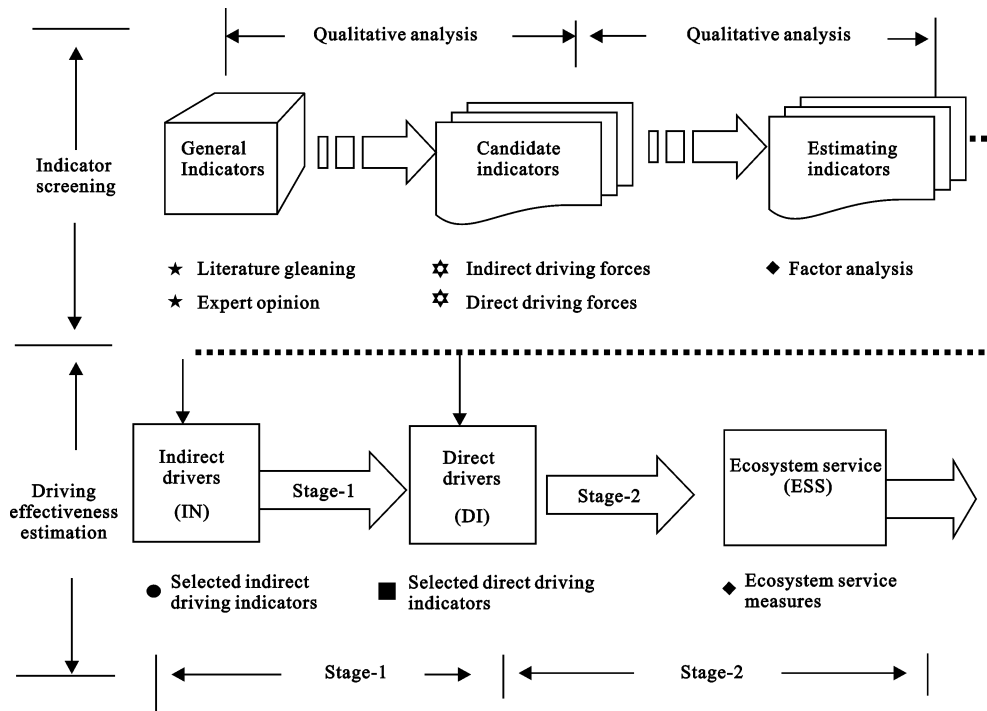 Qualitative analysis
Qualitative analysis
Indicator
screening
General
Indicators
Candidate
indicators
Estimating
indicators
Literature gleaning
Expert opinion
Indirect driving forces
Direct driving forces
Factor analysis
Driving
effectiveness
estimation
Indirect
drivers
(IN)
Stage-1
Direct
drivers
(DI)
Stage-2
Ecosystem service
(ESS)
Selected indirect
driving indicators
Selected direct driving
indicators
Ecosystem service
measures
Stage-1
Stage-2